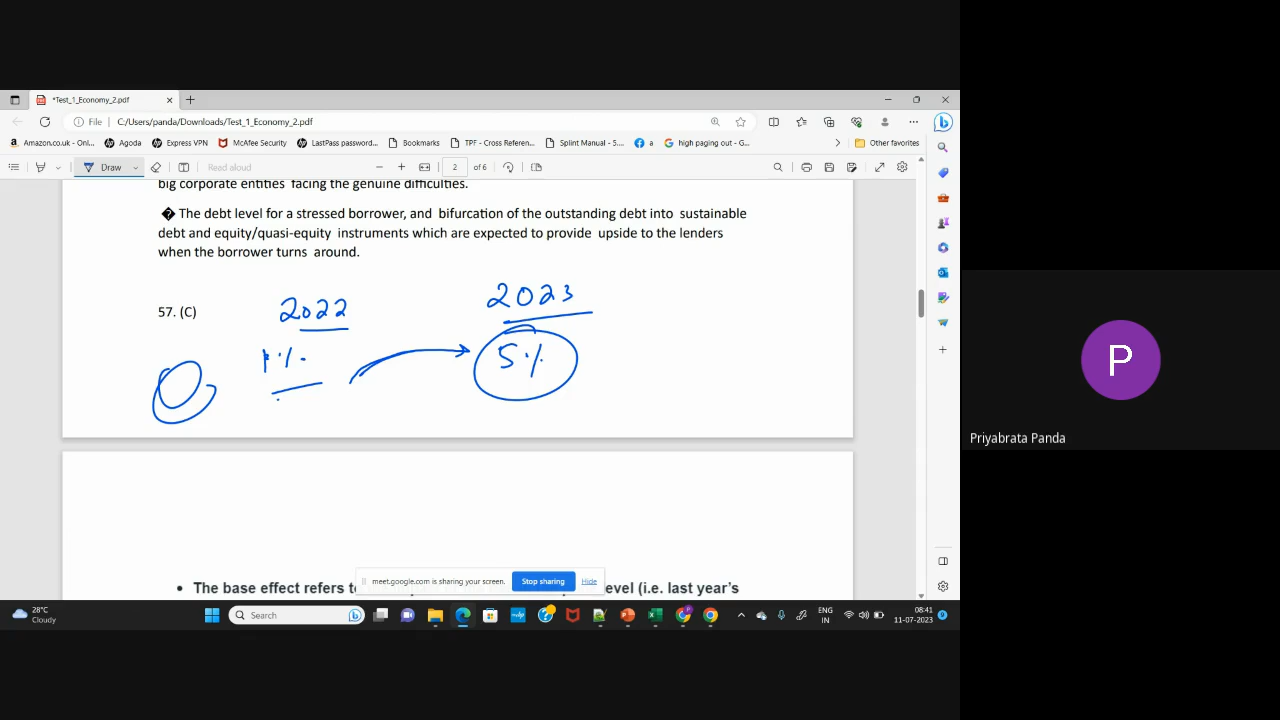 *Test_1_Economy_2.pdf
File C:/Users/panda/Downloads/Test_1_Economy_2.pdf
Amazon.co.uk - Onl... Agoda Express VPN McAfee Security LastPass password... Bookmarks TPF - Cross Referen... Splint Manual - 5.... a high paging out - G... Other favorites
Draw Read aloud 2 of 6
big corporate entities facing the genuine difficulties.
The debt level for a stressed borrower, and bifurcation of the outstanding debt into sustainable
debt and equity/quasi-equity instruments which are expected to provide upside to the lenders
when the borrower turns around.
57. (C) 2022 2023
1% 5%
The base effect refers to evel (i.e. last year's
meet.google.com is sharing your screen. Stop sharing Hide
28°C
Cloudy
Search
ENG
IN
08:41
11-07-2023
P
Priyabrata Panda